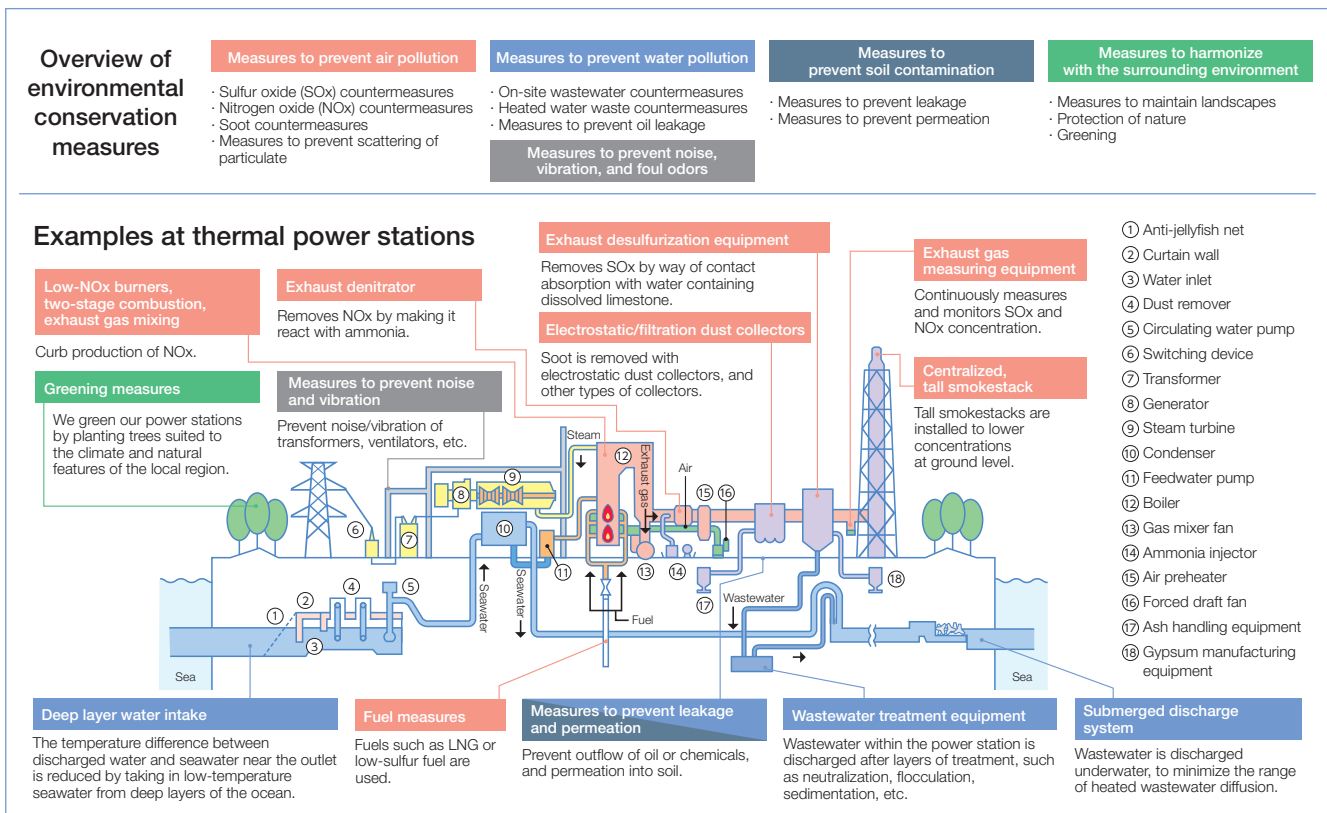 Overview of
environmental
conservation
measures
Measures to prevent air pollution
· Sulfur oxide (SOx) countermeasures
· Nitrogen oxide (NOx) countermeasures
· Soot countermeasures
· Measures to prevent scattering of
particulate
Measures to prevent water pollution
· On-site wastewater countermeasures
· Heated water waste countermeasures
· Measures to prevent oil leakage
Measures to prevent noise,
vibration, and foul odors
Measures to
prevent soil contamination
· Measures to prevent leakage
· Measures to prevent permeation
Measures to harmonize
with the surrounding environment
· Measures to maintain landscapes
· Protection of nature
· Greening
Examples at thermal power stations
Low-NOx burners,
two-stage combustion,
exhaust gas mixing
Curb production of NOx.
Exhaust denitrator
Removes NOx by making it
react with ammonia.
Exhaust desulfurization equipment
Removes SOx by way of contact
absorption with water containing
dissolved limestone.
Electrostatic/filtration dust collectors
Soot is removed with
electrostatic dust collectors, and
other types of collectors.
Exhaust gas
measuring equipment
Continuously measures
and monitors SOx and
NOx concentration.
Centralized,
tall smokestack
Tall smokestacks are
installed to lower
concentrations
at ground level.
Greening measures
We green our power stations
by planting trees suited to
the climate and natural
features of the local region.
Measures to prevent noise
and vibration
Prevent noise/vibration of
transformers, ventilators, etc.
① Anti-jellyfish net
② Curtain wall
③ Water inlet
④ Dust remover
⑤ Circulating water pump
⑥ Switching device
⑦ Transformer
⑧ Generator
⑨ Steam turbine
⑩ Condenser
⑪ Feedwater pump
⑫ Boiler
⑬ Gas mixer fan
⑭ Ammonia injector
⑮ Air preheater
⑯ Forced draft fan
⑰ Ash handling equipment
⑱ Gypsum manufacturing
equipment
Steam
Exhaust gas
Air
⑫
⑮
⑯
⑨
⑧
⑩
⑥
⑦
⑪
⑬
⑭
⑰
⑱
Seawater
Seawater
Fuel
Wastewater
①
②
③
④
⑤
Sea
Sea
Deep layer water intake
The temperature difference between
discharged water and seawater near the outlet
is reduced by taking in low-temperature
seawater from deep layers of the ocean.
Fuel measures
Fuels such as LNG or
low-sulfur fuel are
used.
Measures to prevent leakage
and permeation
Prevent outflow of oil or chemicals,
and permeation into soil.
Wastewater treatment equipment
Wastewater within the power station is
discharged after layers of treatment, such
as neutralization, flocculation,
sedimentation, etc.
Submerged discharge
system
Wastewater is discharged
underwater, to minimize the range
of heated wastewater diffusion.